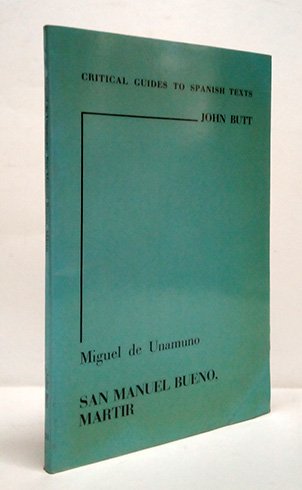 CRITICAL GUIDES TO SPANISH TEXTS
JOHN BUTT
Miguel de Unamuno
SAN MANUEL BUENO,
MARTIR